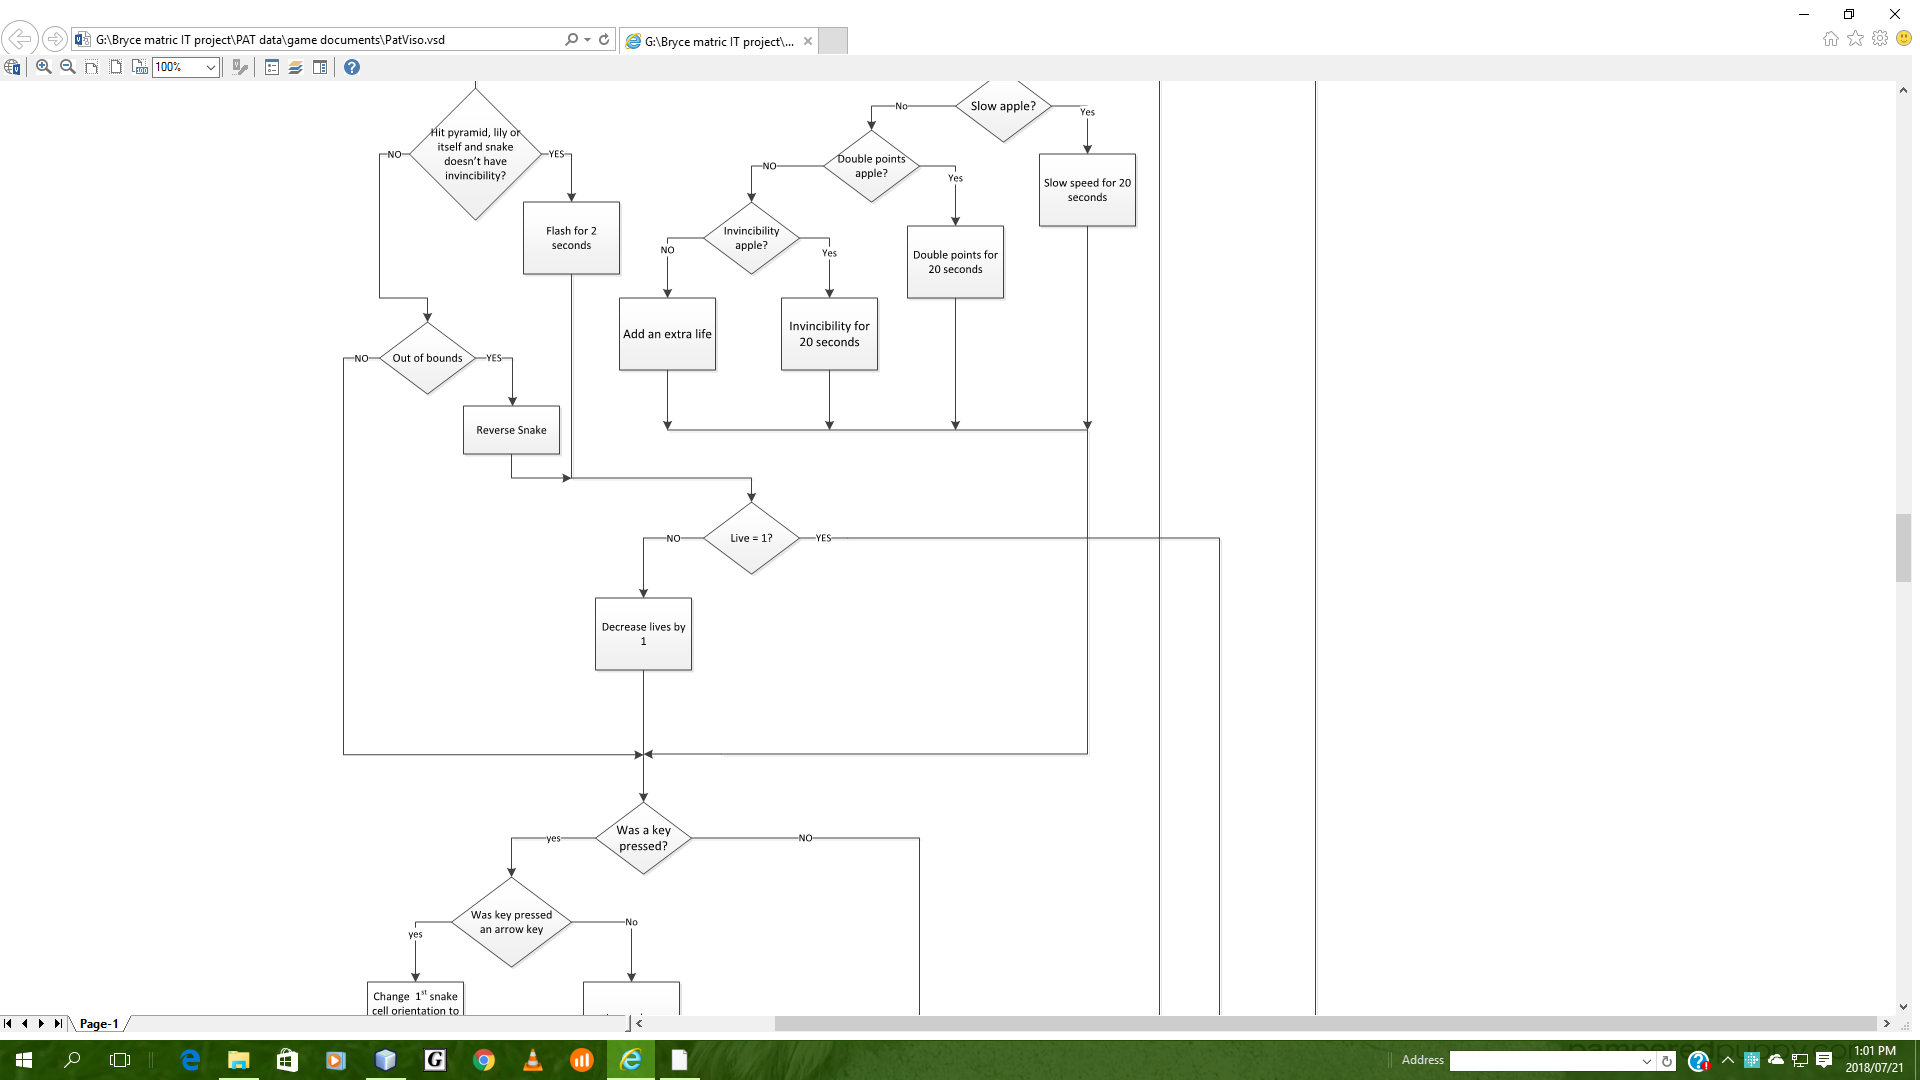 G:\Bryce matric IT project\PAT data\game documents\PatViso.vsd
G:\Bryce matric IT project\...
100%
Slow apple?
No
Yes
Hit pyramid, lily or
itself and snake
doesn't have
invincibility?
NO
YES
Double points
apple?
NO
Yes
Slow speed for 20
seconds
Flash for 2
seconds
Invincibility
apple?
NO
Yes
Double points for
20 seconds
Add an extra life
Invincibility for
20 seconds
Out of bounds
NO
YES
Reverse Snake
Live = 1?
NO
YES
Decrease lives by
1
Was a key
pressed?
yes
NO
Was key pressed
an arrow key
yes
No
Change 1st snake
cell orientation to
Page-1
Address
1:01 PM
2018/07/21